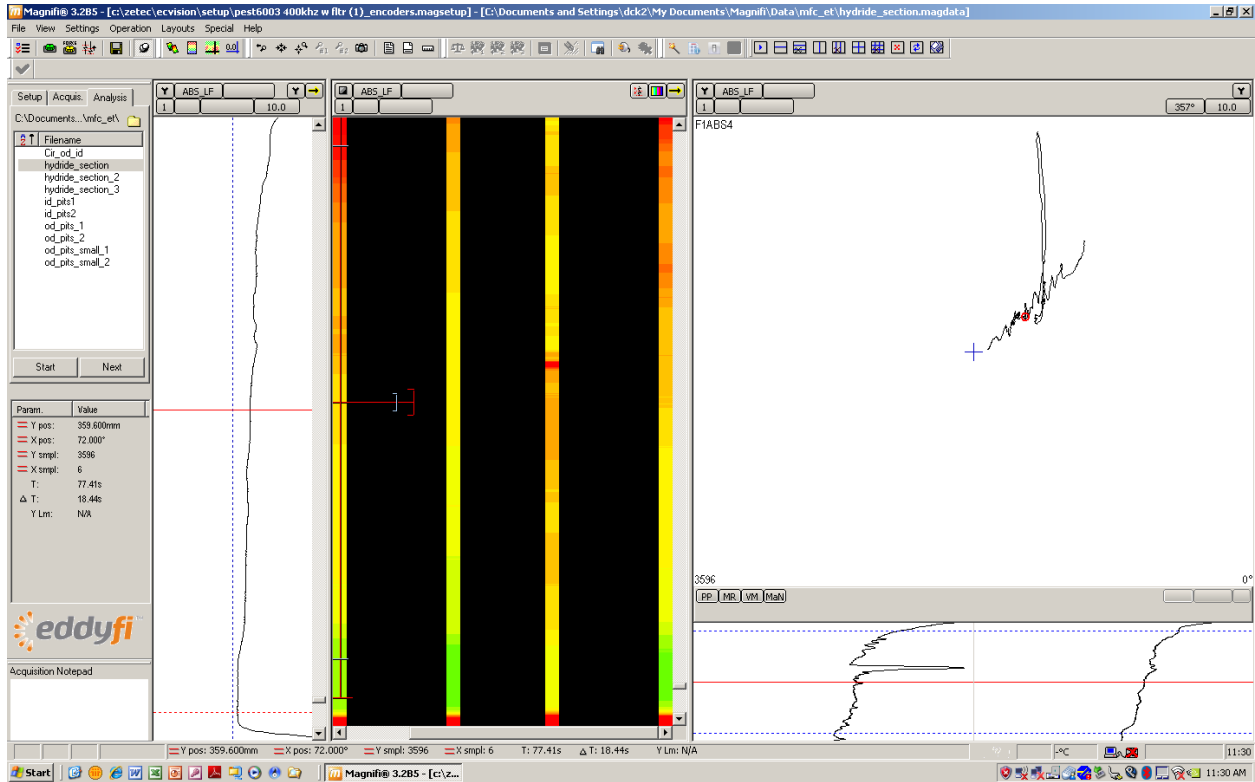 Magnifi® 3.2B5 - [c:\zetec\ecvision\setup\pest6003 400khz w fltr (1)_encoders.magsetup] - [C:\Documents and Settings\dck2\My Documents\Magnifi\Data\mfc_et\hydride_section.magdata]
File View Settings Operation Layouts Special Help
Setup Acquis. Analysis
C:\Documents...\mfc_et\
Filename
Cir_od_id
hydride_section
hydride_section_2
hydride_section_3
id_pits1
id_pits2
od_pits_1
od_pits_2
od_pits_small_1
od_pits_small_2
Start Next
Param. Value
Y pos: 359.600mm
X pos: 72.000°
Y smpl: 3596
X smpl: 6
T: 77.41s
Δ T: 18.44s
Y Lm: N/A
eddyfi
Acquisition Notepad
Y ABS_LF Y
1 10.0
ABS_LF
1
Y ABS_LF Y
1 357° 10.0
F1ABS4
3596 0°
PP MR VM MaN
Y pos: 359.600mm X pos: 72.000° Y smpl: 3596 X smpl: 6 T: 77.41s Δ T: 18.44s Y Lm: N/A -°C 11:30
Start Magnifi® 3.2B5 - [c:\z... 11:30 AM